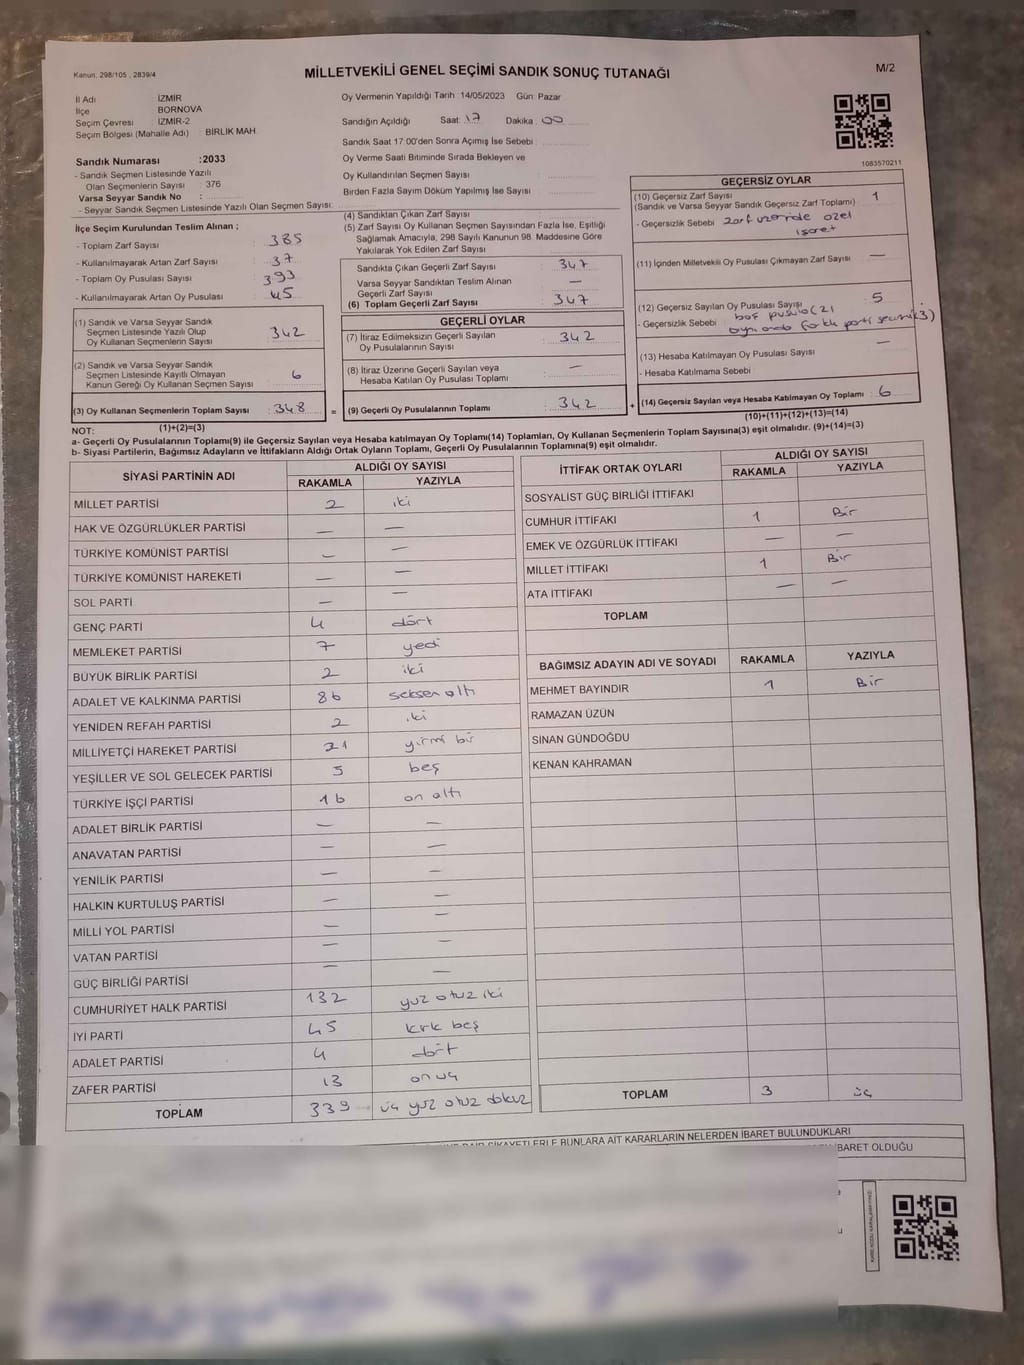 Kanun: 298/105 , 2839/4
MİLLETVEKİLİ GENEL SEÇİMİ SANDIK SONUÇ TUTANAĞI
M/2
İl Adı İZMİR
İlçe BORNOVA
Seçim Çevresi İZMİR-2
Seçim Bölgesi (Mahalle Adı) : BİRLİK MAH.
Oy Vermenin Yapıldığı Tarih : 14/05/2023 Gün: Pazar
Sandığın Açıldığı Saat: 17 Dakika: 00
Sandık Saat 17:00'den Sonra Açımış İse Sebebi :
Oy Verme Saati Bitiminde Sırada Bekleyen ve
Oy Kullandırılan Seçmen Sayısı :
Birden Fazla Sayım Döküm Yapılmış İse Sayısı :
1083570211
Sandık Numarası :2033
- Sandık Seçmen Listesinde Yazılı
Olan Seçmenlerin Sayısı : 376
Varsa Seyyar Sandık No :
- Seyyar Sandık Seçmen Listesinde Yazılı Olan Seçmen Sayısı:
İlçe Seçim Kurulundan Teslim Alınan ;
- Toplam Zarf Sayısı : 385
- Kullanılmayarak Artan Zarf Sayısı : 37
- Toplam Oy Pusulası Sayısı : 393
- Kullanılmayarak Artan Oy Pusulası : 45
(1) Sandık ve Varsa Seyyar Sandık
Seçmen Listesinde Yazılı Olup
Oy Kullanan Seçmenlerin Sayısı : 342
(2) Sandık ve Varsa Seyyar Sandık
Seçmen Listesinde Kayıtlı Olmayan
Kanun Gereği Oy Kullanan Seçmen Sayısı : 6
(3) Oy Kullanan Seçmenlerin Toplam Sayısı : 348
(4) Sandıktan Çıkan Zarf Sayısı :
(5) Zarf Sayısı Oy Kullanan Seçmen Sayısından Fazla İse, Eşitliği
Sağlamak Amacıyla, 298 Sayılı Kanunun 98. Maddesine Göre
Yakılarak Yok Edilen Zarf Sayısı :
Sandıkta Çıkan Geçerli Zarf Sayısı : 347
Varsa Seyyar Sandıktan Teslim Alınan
Geçerli Zarf Sayısı : —
(6) Toplam Geçerli Zarf Sayısı : 347
GEÇERLİ OYLAR
(7) İtiraz Edilmeksizin Geçerli Sayılan
Oy Pusulalarının Sayısı : 342
(8) İtiraz Üzerine Geçerli Sayılan veya
Hesaba Katılan Oy Pusulası Toplamı : —
= (9) Geçerli Oy Pusulalarının Toplamı : 342
GEÇERSİZ OYLAR
(10) Geçersiz Zarf Sayısı : 1
(Sandık ve Varsa Seyyar Sandık Geçersiz Zarf Toplamı)
- Geçersizlik Sebebi : zarf üzerinde özel
işaret
(11) İçinden Milletvekili Oy Pusulası Çıkmayan Zarf Sayısı : —
(12) Geçersiz Sayılan Oy Pusulası Sayısı : 5
- Geçersizlik Sebebi : boş pusula (2)
aynı anda farklı parti seçimi (3)
(13) Hesaba Katılmayan Oy Pusulası Sayısı : —
- Hesaba Katılmama Sebebi :
+ (14) Geçersiz Sayılan veya Hesaba Katılmayan Oy Toplamı : 6
NOT: (1)+(2)=(3)
(10)+(11)+(12)+(13)=(14)
a- Geçerli Oy Pusulalarının Toplamı(9) ile Geçersiz Sayılan veya Hesaba katılmayan Oy Toplamı(14) Toplamları, Oy Kullanan Seçmenlerin Toplam Sayısına(3) eşit olmalıdır. (9)+(14)=(3)
b- Siyasi Partilerin, Bağımsız Adayların ve İttifakların Aldığı Ortak Oyların Toplamı, Geçerli Oy Pusulalarının Toplamına(9) eşit olmalıdır.
SİYASİ PARTİNİN ADI ALDIĞI OY SAYISI
RAKAMLA YAZIYLA
MİLLET PARTİSİ 2 iki
HAK VE ÖZGÜRLÜKLER PARTİSİ — —
TÜRKİYE KOMÜNİST PARTİSİ — —
TÜRKİYE KOMÜNİST HAREKETİ — —
SOL PARTİ — —
GENÇ PARTİ 4 dört
MEMLEKET PARTİSİ 7 yedi
BÜYÜK BİRLİK PARTİSİ 2 iki
ADALET VE KALKINMA PARTİSİ 86 seksen altı
YENİDEN REFAH PARTİSİ 2 iki
MİLLİYETÇİ HAREKET PARTİSİ 21 yirmi bir
YEŞİLLER VE SOL GELECEK PARTİSİ 5 beş
TÜRKİYE İŞÇİ PARTİSİ 16 on altı
ADALET BİRLİK PARTİSİ — —
ANAVATAN PARTİSİ — —
YENİLİK PARTİSİ — —
HALKIN KURTULUŞ PARTİSİ — —
MİLLİ YOL PARTİSİ — —
VATAN PARTİSİ — —
GÜÇ BİRLİĞİ PARTİSİ — —
CUMHURİYET HALK PARTİSİ 132 yuz otuz iki
İYİ PARTİ 45 kırk beş
ADALET PARTİSİ 4 dört
ZAFER PARTİSİ 13 on uç
TOPLAM 339 üç yuz otuz dokuz
İTTİFAK ORTAK OYLARI ALDIĞI OY SAYISI
RAKAMLA YAZIYLA
SOSYALİST GÜÇ BİRLİĞİ İTTİFAKI
CUMHUR İTTİFAKI 1 Bir
EMEK VE ÖZGÜRLÜK İTTİFAKI — —
MİLLET İTTİFAKI 1 Bir
ATA İTTİFAKI — —
TOPLAM
BAĞIMSIZ ADAYIN ADI VE SOYADI RAKAMLA YAZIYLA
MEHMET BAYINDIR 1 Bir
RAMAZAN ÜZÜN
SİNAN GÜNDOĞDU
KENAN KAHRAMAN
TOPLAM 3 üç
ŞİKAYETLERLE BUNLARA AİT KARARLARIN NELERDEN İBARET BULUNDUKLARI
İBARET OLDUĞU